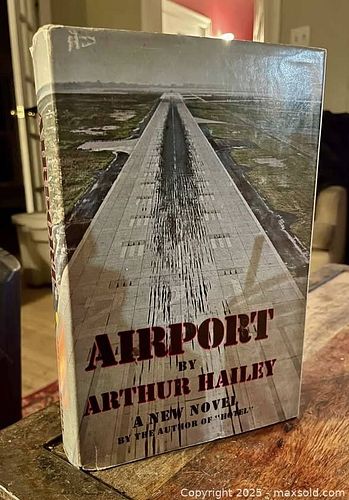 AIRPORT
BY
ARTHUR HAILEY
A NEW NOVEL
BY THE AUTHOR OF "HOTEL"
Copyright © 2025 - maxsold.com